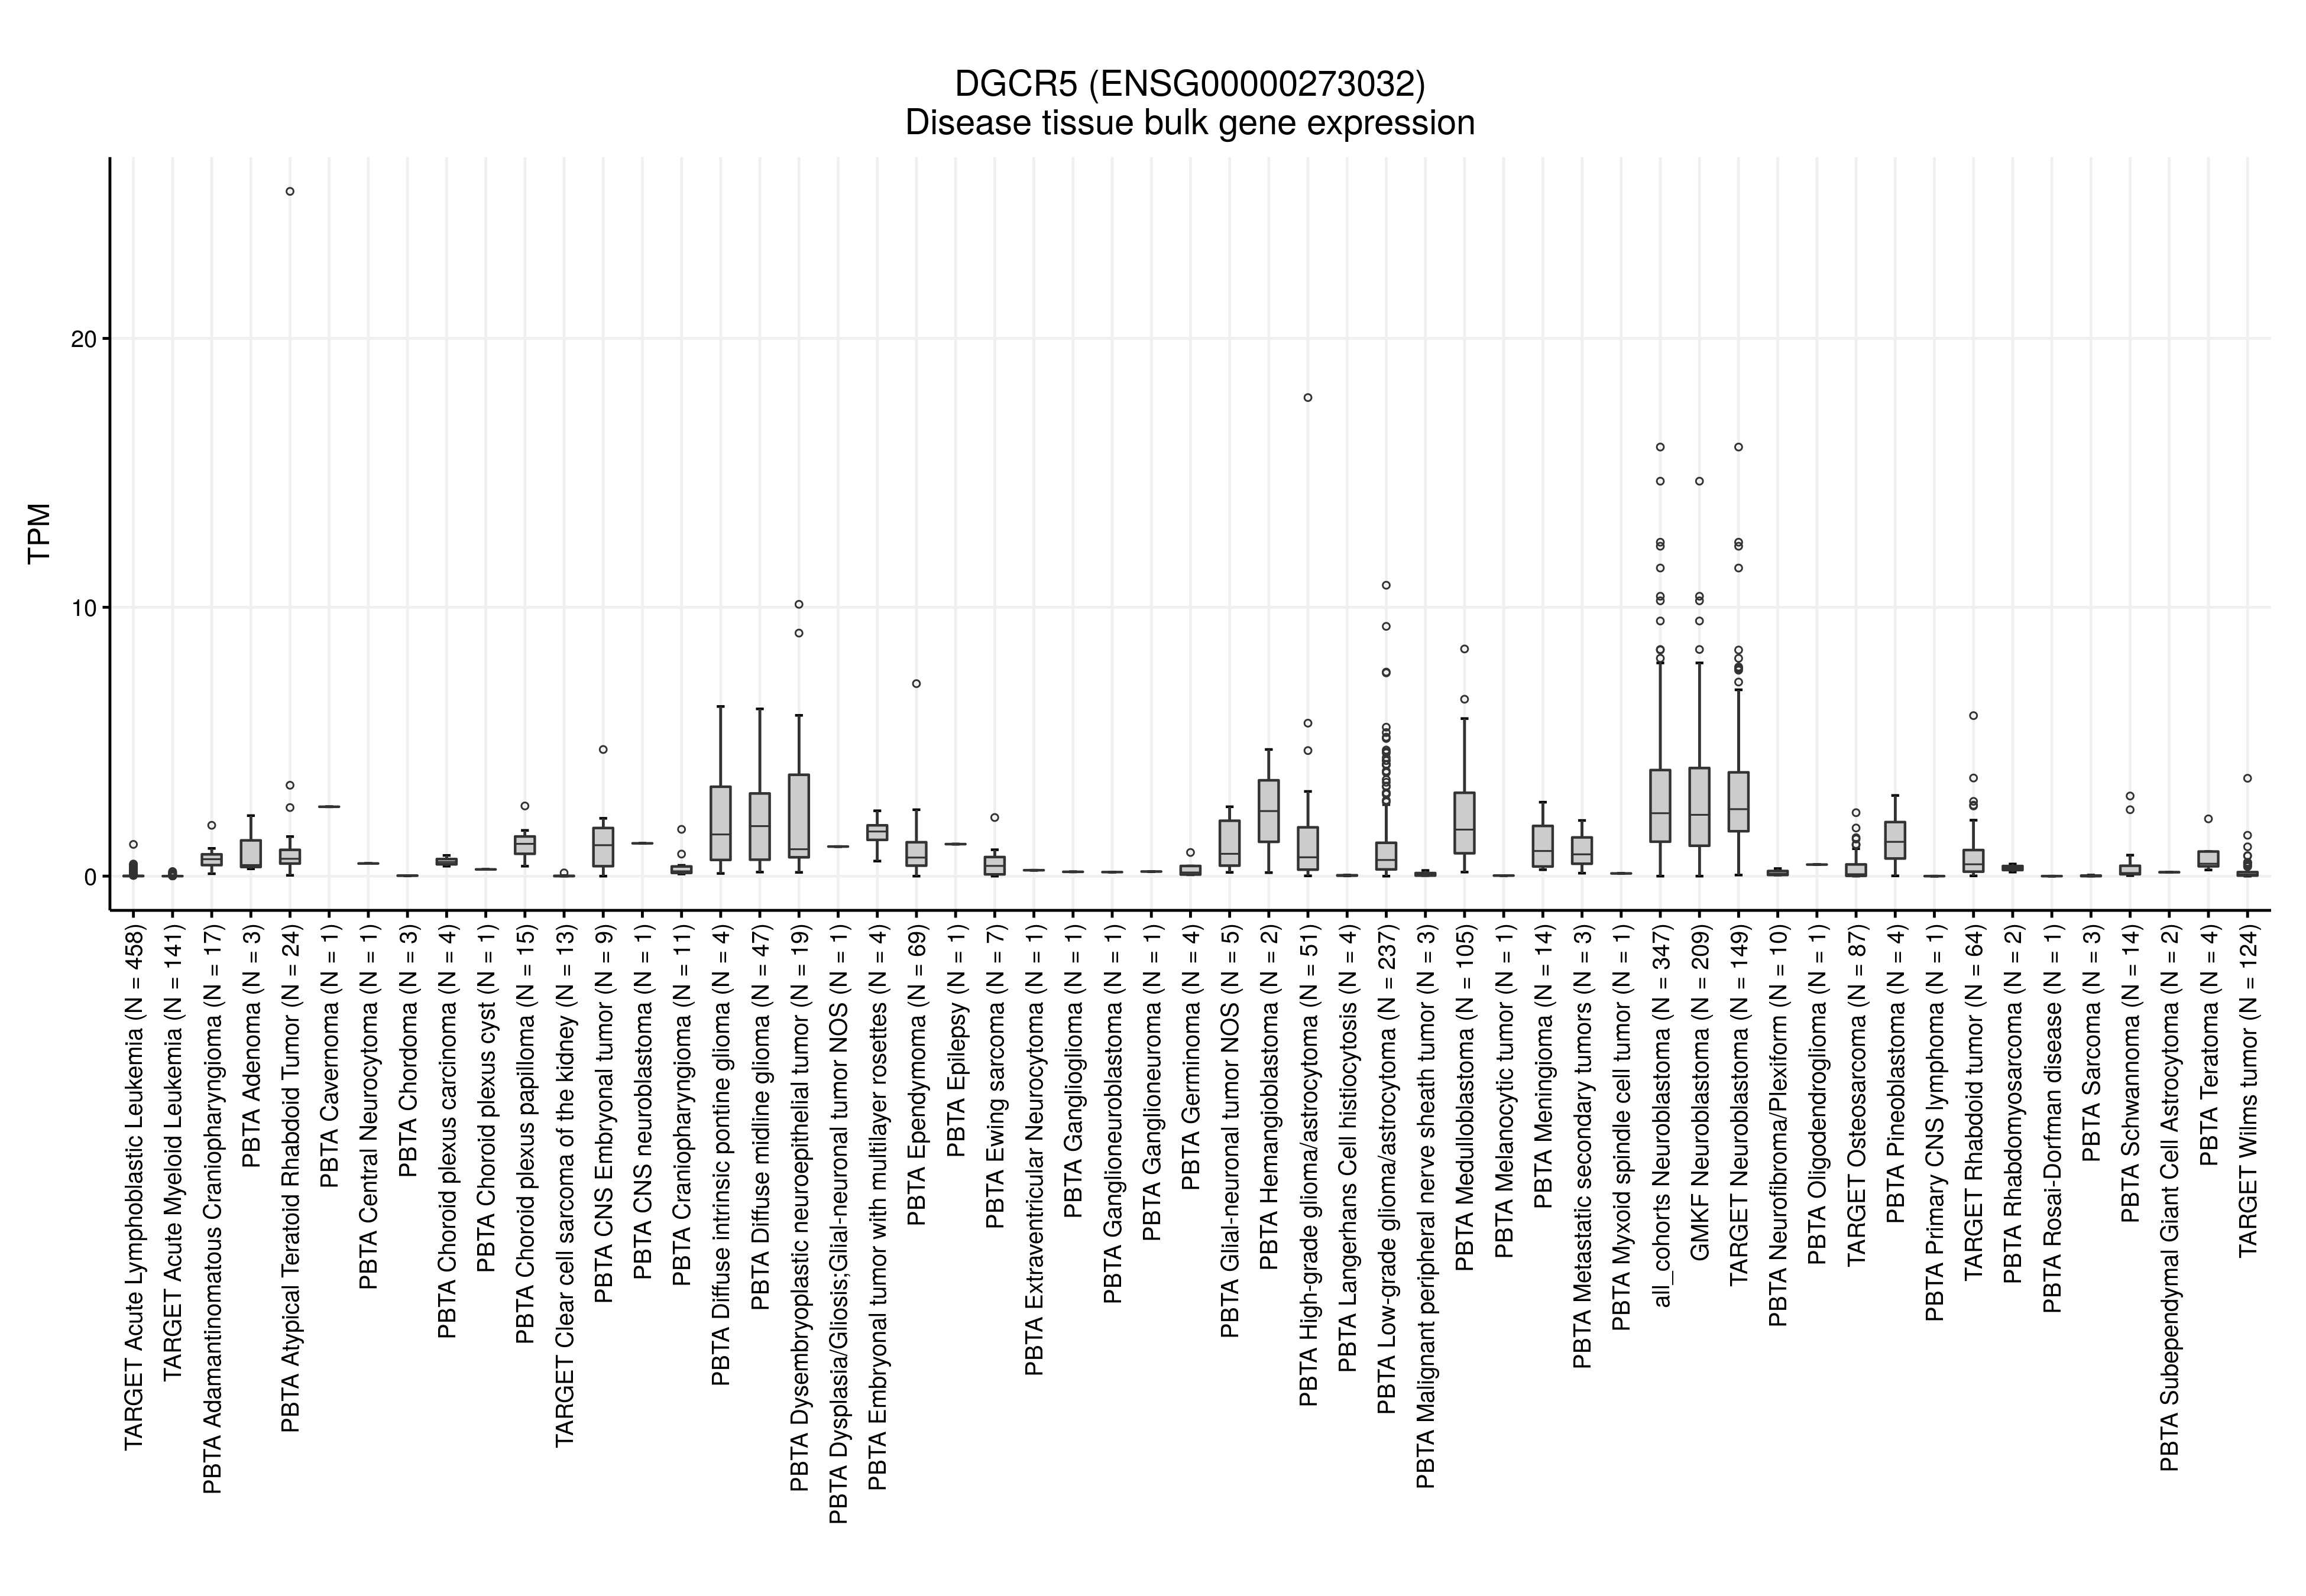 DGCR5 (ENSG00000273032)
Disease tissue bulk gene expression
TPM
20
10
0
TARGET Acute Lymphoblastic Leukemia (N = 458)
TARGET Acute Myeloid Leukemia (N = 141)
PBTA Adamantinomatous Craniopharyngioma (N = 17)
PBTA Adenoma (N = 3)
PBTA Atypical Teratoid Rhabdoid Tumor (N = 24)
PBTA Cavernoma (N = 1)
PBTA Central Neurocytoma (N = 1)
PBTA Chordoma (N = 3)
PBTA Choroid plexus carcinoma (N = 4)
PBTA Choroid plexus cyst (N = 1)
PBTA Choroid plexus papilloma (N = 15)
TARGET Clear cell sarcoma of the kidney (N = 13)
PBTA CNS Embryonal tumor (N = 9)
PBTA CNS neuroblastoma (N = 1)
PBTA Craniopharyngioma (N = 11)
PBTA Diffuse intrinsic pontine glioma (N = 4)
PBTA Diffuse midline glioma (N = 47)
PBTA Dysembryoplastic neuroepithelial tumor (N = 19)
PBTA Dysplasia/Gliosis;Glial-neuronal tumor NOS (N = 1)
PBTA Embryonal tumor with multilayer rosettes (N = 4)
PBTA Ependymoma (N = 69)
PBTA Epilepsy (N = 1)
PBTA Ewing sarcoma (N = 7)
PBTA Extraventricular Neurocytoma (N = 1)
PBTA Ganglioglioma (N = 1)
PBTA Ganglioneuroblastoma (N = 1)
PBTA Ganglioneuroma (N = 1)
PBTA Germinoma (N = 4)
PBTA Glial-neuronal tumor NOS (N = 5)
PBTA Hemangioblastoma (N = 2)
PBTA High-grade glioma/astrocytoma (N = 51)
PBTA Langerhans Cell histiocytosis (N = 4)
PBTA Low-grade glioma/astrocytoma (N = 237)
PBTA Malignant peripheral nerve sheath tumor (N = 3)
PBTA Medulloblastoma (N = 105)
PBTA Melanocytic tumor (N = 1)
PBTA Meningioma (N = 14)
PBTA Metastatic secondary tumors (N = 3)
PBTA Myxoid spindle cell tumor (N = 1)
all_cohorts Neuroblastoma (N = 347)
GMKF Neuroblastoma (N = 209)
TARGET Neuroblastoma (N = 149)
PBTA Neurofibroma/Plexiform (N = 10)
PBTA Oligodendroglioma (N = 1)
TARGET Osteosarcoma (N = 87)
PBTA Pineoblastoma (N = 4)
PBTA Primary CNS lymphoma (N = 1)
TARGET Rhabdoid tumor (N = 64)
PBTA Rhabdomyosarcoma (N = 2)
PBTA Rosai-Dorfman disease (N = 1)
PBTA Sarcoma (N = 3)
PBTA Schwannoma (N = 14)
PBTA Subependymal Giant Cell Astrocytoma (N = 2)
PBTA Teratoma (N = 4)
TARGET Wilms tumor (N = 124)